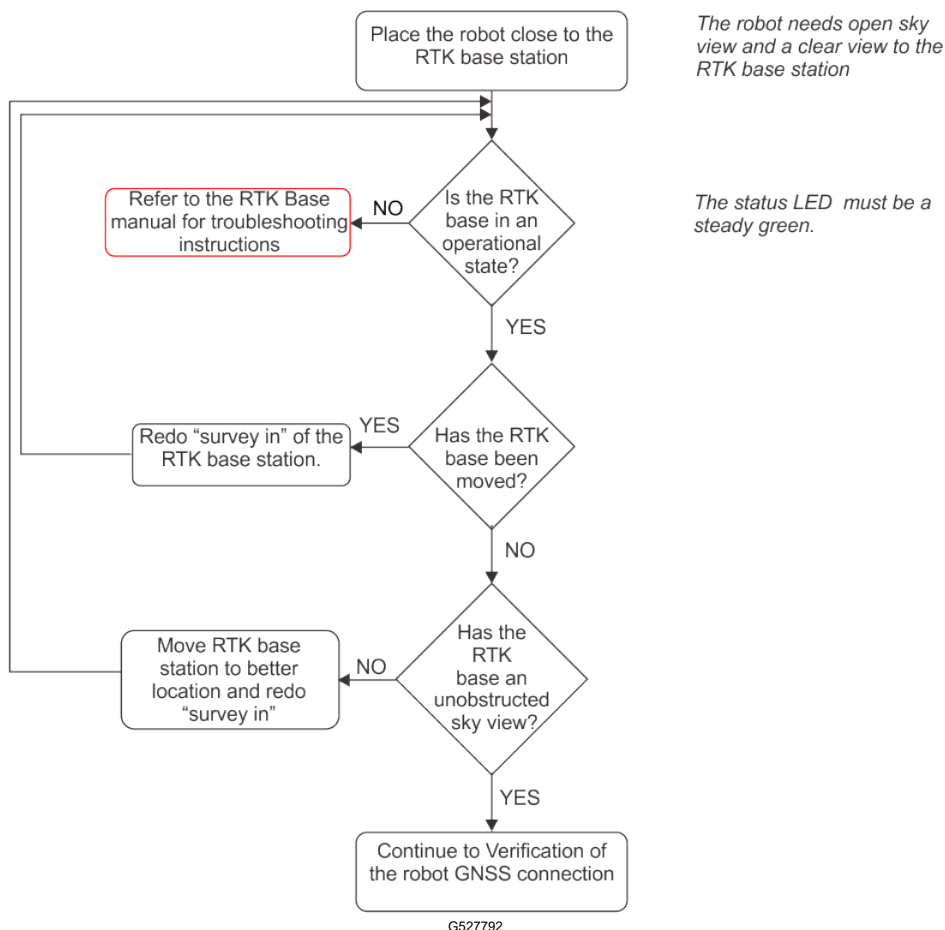 Place the robot close to the
RTK base station
The robot needs open sky
view and a clear view to the
RTK base station
Refer to the RTK Base
manual for troubleshooting
instructions
NO
Is the RTK
base in an
operational
state?
The status LED must be a
steady green.
YES
Redo “survey in” of the
RTK base station.
YES
Has the RTK
base been
moved?
NO
Move RTK base
station to better
location and redo
“survey in”
NO
Has the
RTK
base an
unobstructed
sky view?
YES
Continue to Verification of
the robot GNSS connection
G527792